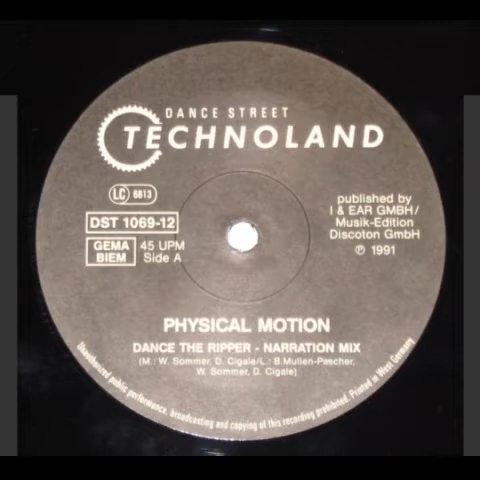 DANCE STREET
TECHNOLAND
LC 6813
DST 1069-12
GEMA
BIEM
45 UPM
Side A
published by
I & EAR GMBH/
Musik-Edition
Discoton GmbH
℗ 1991
PHYSICAL MOTION
DANCE THE RIPPER - NARRATION MIX
(M.: W. Sommer, D. Cigale/L.: B Mullen-Pascher,
W. Sommer, D. Cigale)
Unauthorized public performance, broadcasting and copying of this recording prohibited. Printed in West Germany